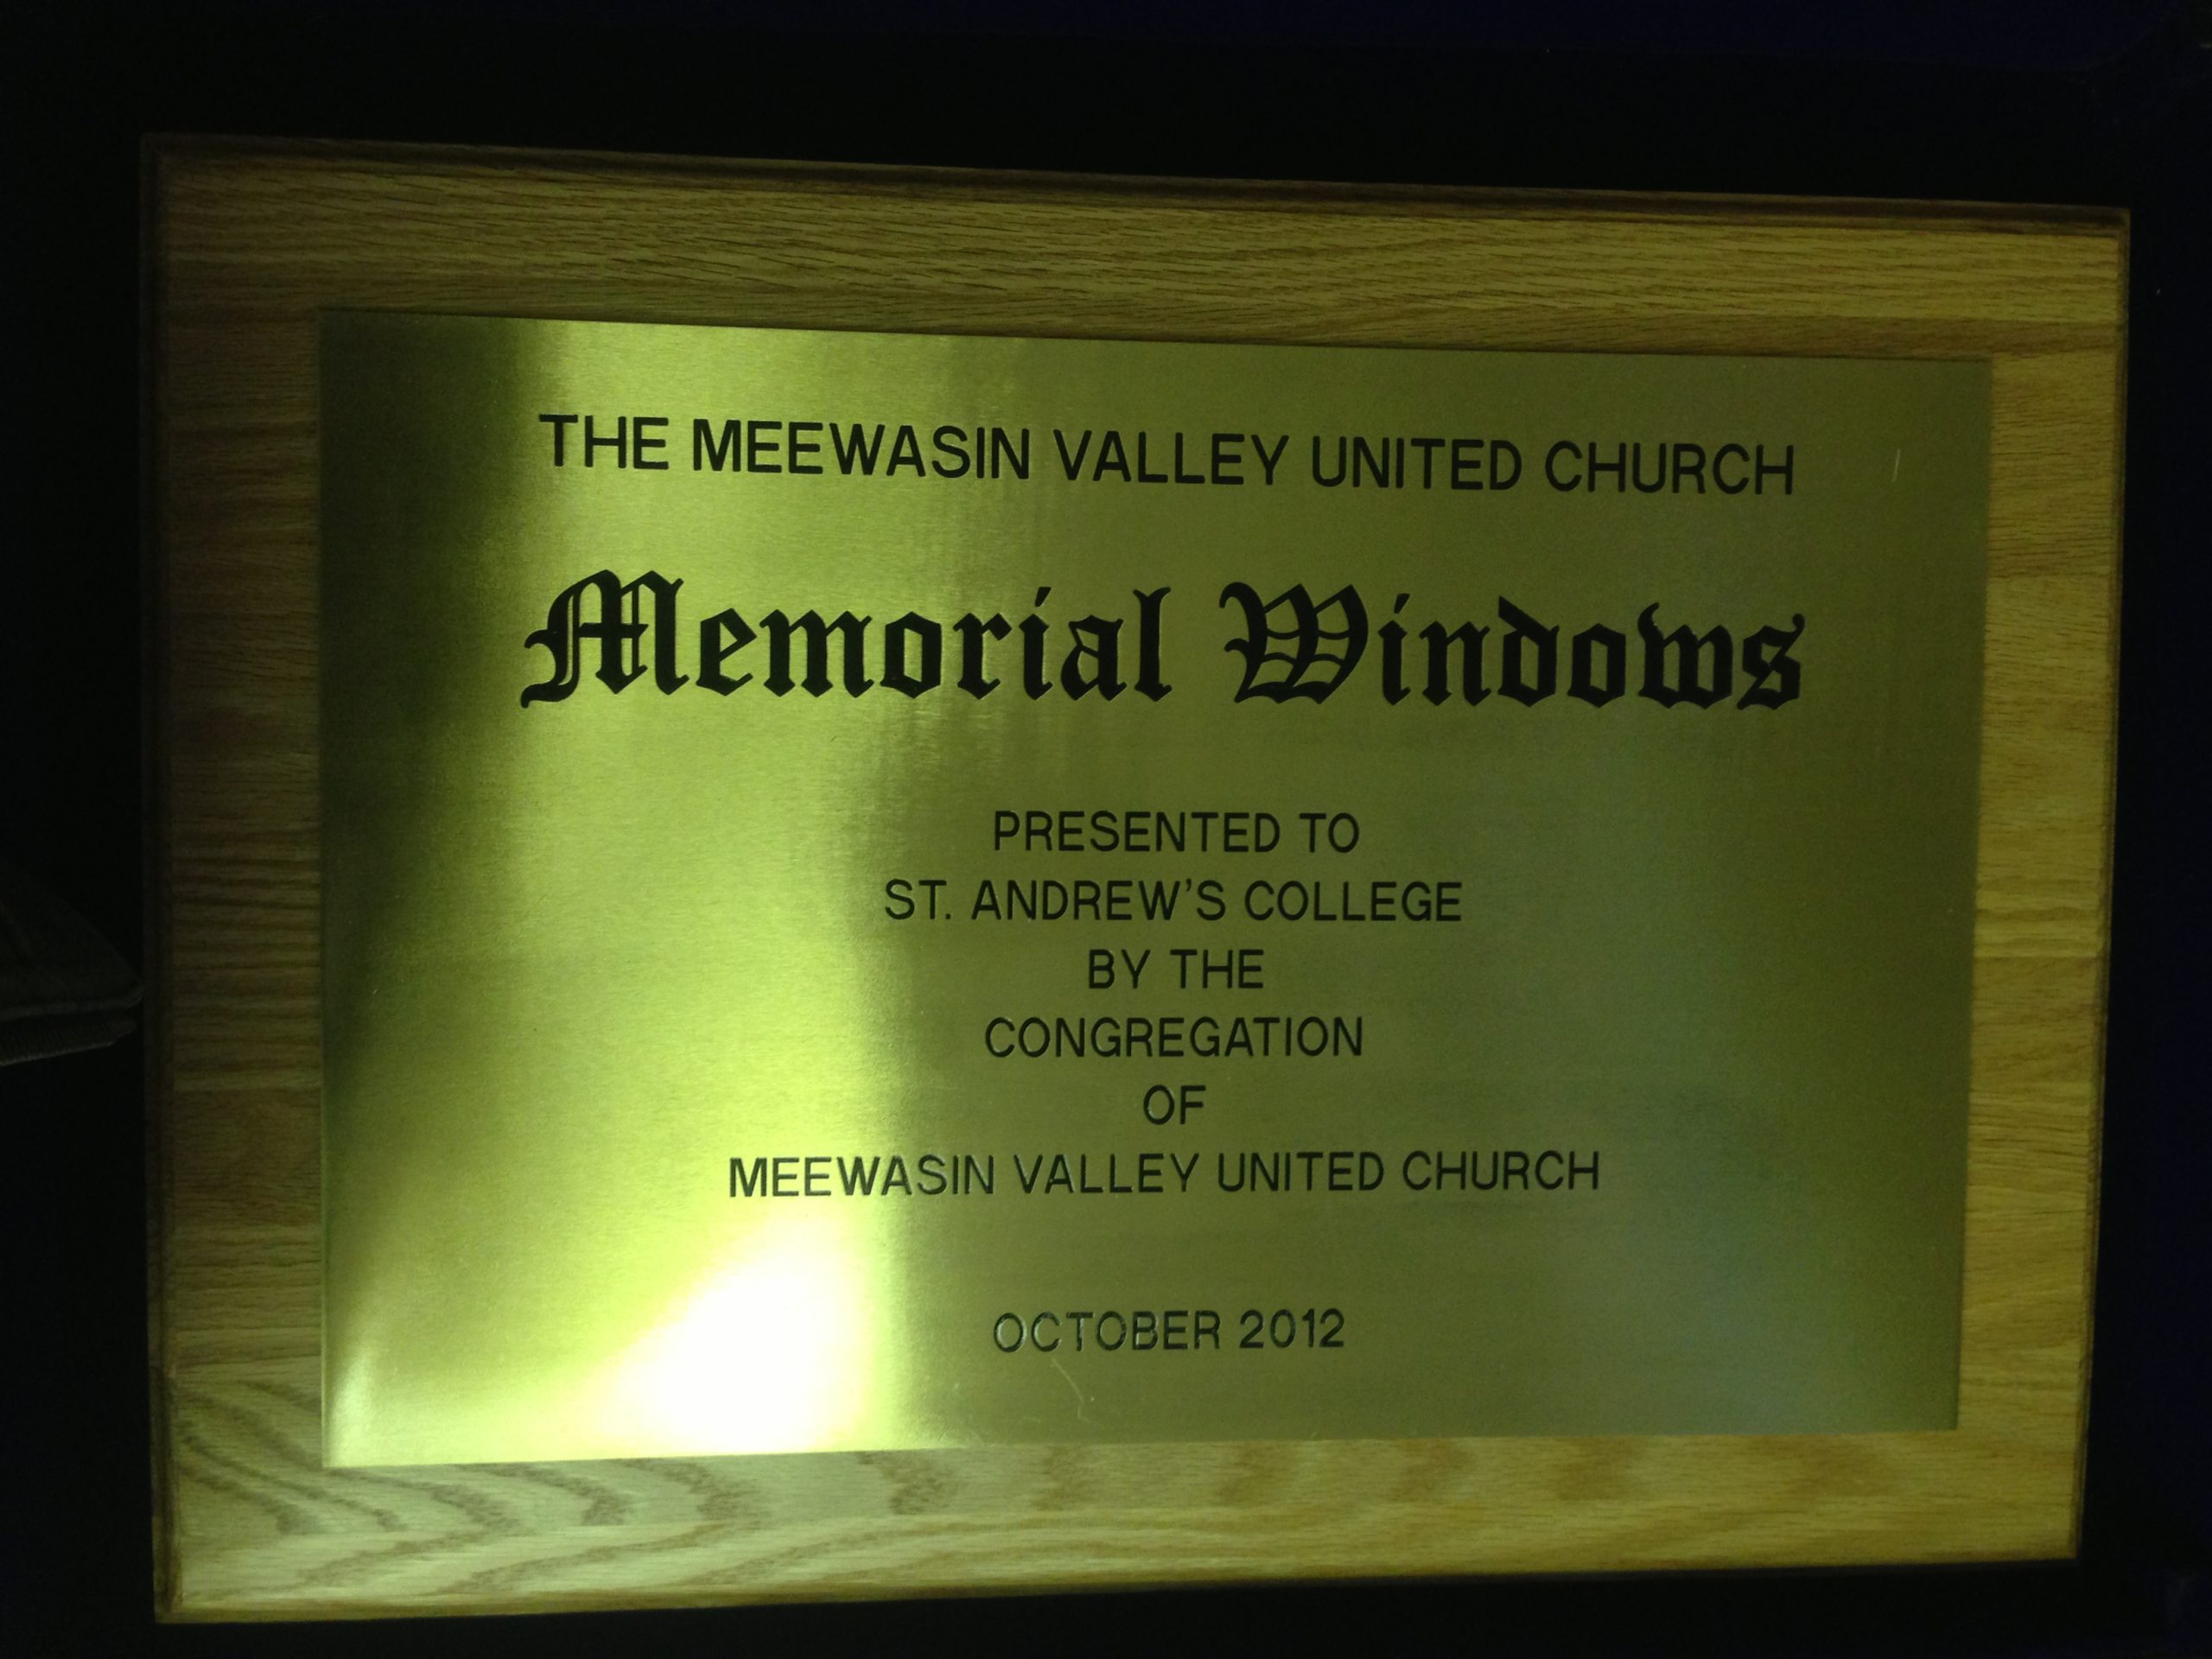 THE MEEWASIN VALLEY UNITED CHURCH
Memorial Windows
PRESENTED TO
ST. ANDREW'S COLLEGE
BY THE
CONGREGATION
OF
MEEWASIN VALLEY UNITED CHURCH
OCTOBER 2012